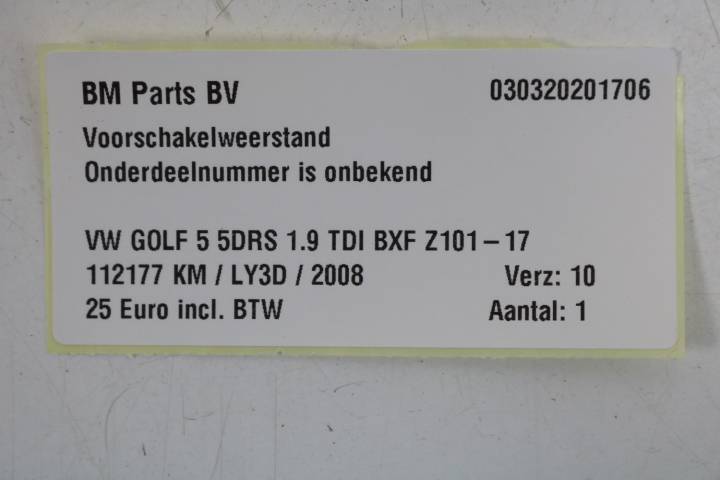 BM Parts BV 030320201706
Voorschakelweerstand
Onderdeelnummer is onbekend
VW GOLF 5 5DRS 1.9 TDI BXF Z101-17
112177 KM / LY3D / 2008 Verz: 10
25 Euro incl. BTW Aantal: 1